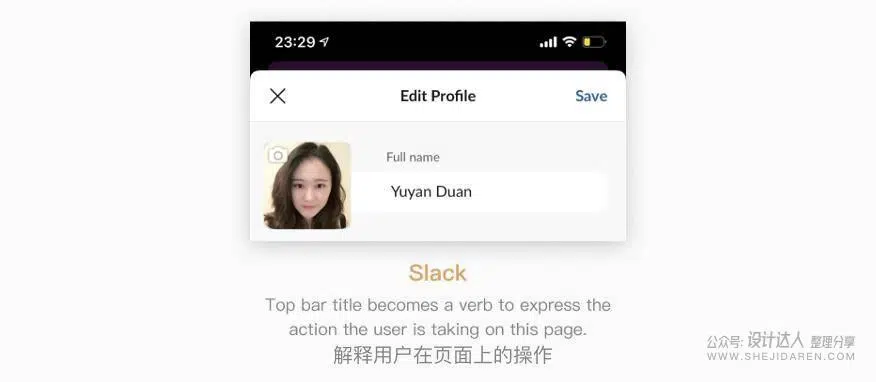 23:29
Edit Profile
Save
Full name
Yuyan Duan
Slack
Top bar title becomes a verb to express the
action the user is taking on this page.
解释用户在页面上的操作
公众号: 设计达人 整理分享
WWW.SHEJIDAREN.COM